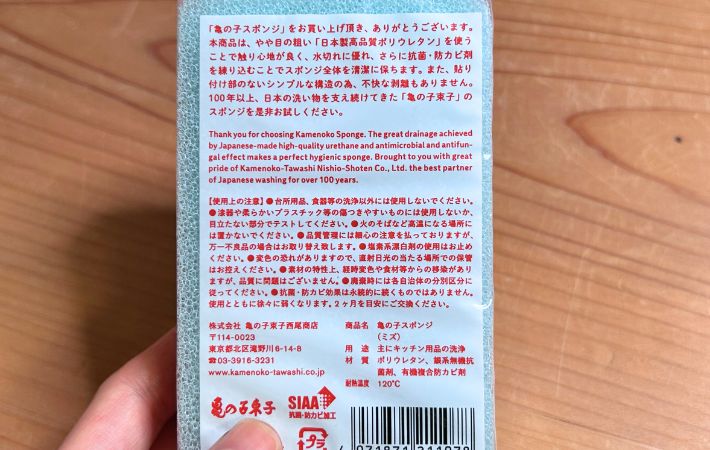 「亀の子スポンジ」をお買い上げ頂き、ありがとうございます。
本商品は、やや目の粗い「日本製高品質ポリウレタン」を使う
ことで触り心地が良く、水切れに優れ、さらに抗菌・防カビ剤
を練り込むことでスポンジ全体を清潔に保ちます。また、貼り
付け部のないシンプルな構造の為、不快な剥離もありません。
100年以上、日本の洗い物を支え続けてきた「亀の子束子」の
スポンジを是非お試しください。
Thank you for choosing Kamenoko Sponge. The great drainage achieved
by Japanese-made high-quality urethane and antimicrobial and antifun-
gal effect makes a perfect hygienic sponge. Brought to you with great
pride of Kamenoko-Tawashi Nishio-Shoten Co., Ltd. the best partner
of Japanese washing for over 100 years.
【使用上の注意】●台所用品、食器等の洗浄以外には使用しないでください。
●漆器や柔らかいプラスチック等の傷つきやすいものには使用しないか、
目立たない部分でテストしてください。●火のそばなど高温になる場所に
は置かないでください。●品質管理には細心の注意を払っておりますが、
万一不良品の場合はお取り替え致します。●塩素系漂白剤の使用はお止め
ください。●変色の恐れがありますので、直射日光の当たる場所での保管
はお控えください。●素材の特性上、経時変色や食材等からの移染があり
ますが、品質に問題はございません。●廃棄時には各自治体の分別区分に
従ってください。●抗菌・防カビ効果は永続的に続くものではありません。
使用とともに徐々に弱くなります。2ヶ月を目安にご交換ください。
株式会社 亀の子束子西尾商店
〒114-0023
東京都北区滝野川6-14-8
☎03-3916-3231
www.kamenoko-tawashi.co.jp
商品名 亀の子スポンジ
(ミズ)
用途 主にキッチン用品の洗浄
材質 ポリウレタン、銀系無機抗
菌剤、有機複合防カビ剤
耐熱温度 120℃
亀の子束子
SIAA
抗菌・防カビ加工
プラ